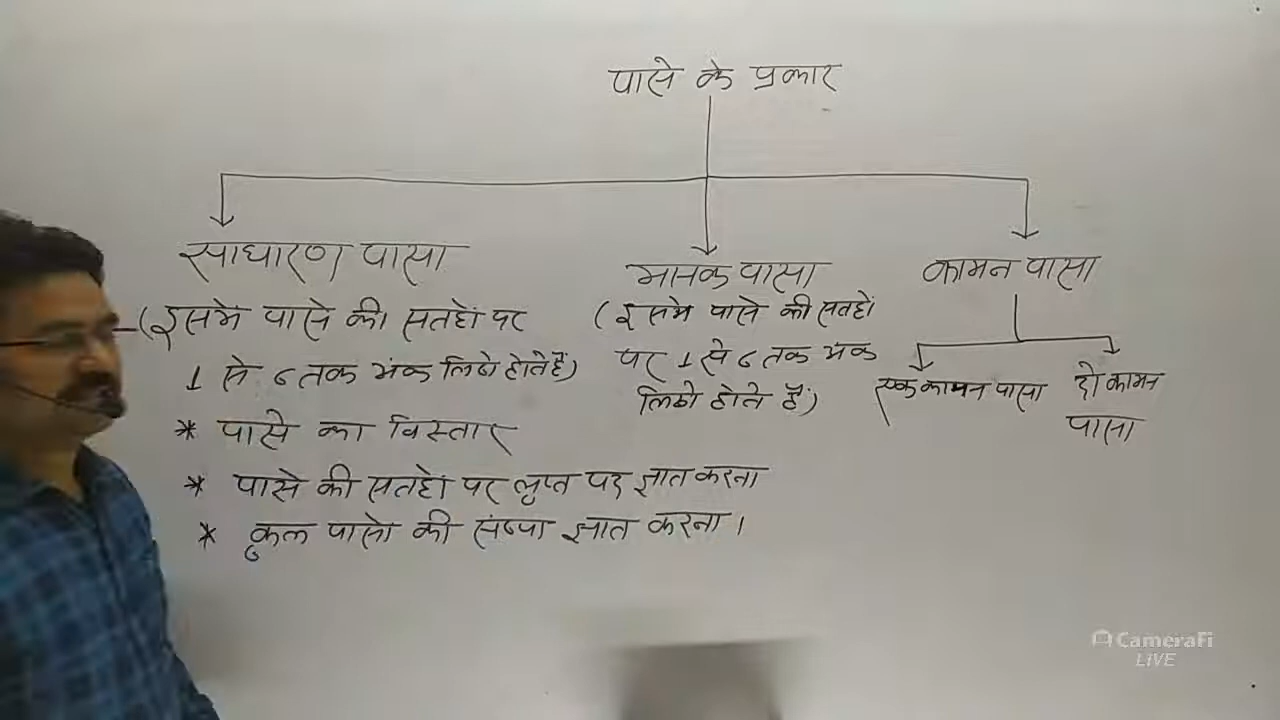 पासे के प्रकार
साधारण पासा
(इसमे पासे की सतहों पर
1 से 6 तक अंक लिखे होते हैं)
मानक पासा
(इसमे पासे की सतहों
पर 1 से 6 तक अंक
लिखे होते हैं)
कामन पासा
एक कामन पासा
दो कामन
पासा
* पासे का विस्तार
* पासे की सतहों पर लुप्त पद ज्ञात करना
* कुल पासो की संख्या ज्ञात करना।
CameraFi
LiVE